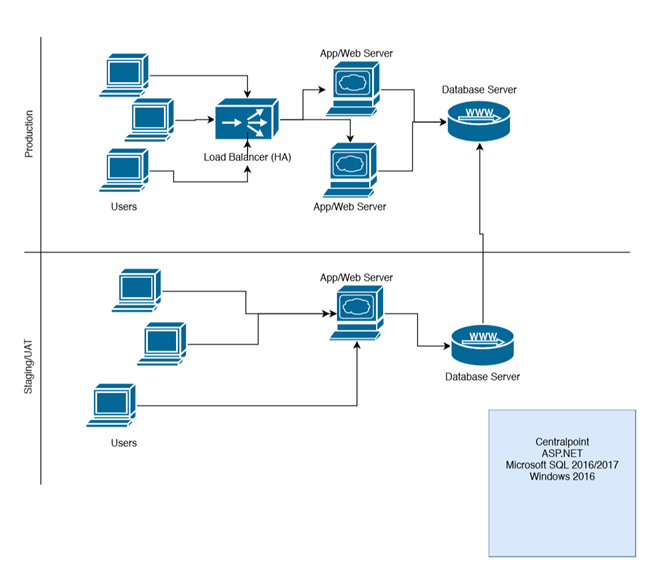 App/Web Server
Database Server
WWW
Production
Load Balancer (HA)
App/Web Server
Users
App/Web Server
WWW
Staging/UAT
Database Server
Users
Centralpoint
ASP.NET
Microsoft SQL 2016/2017
Windows 2016